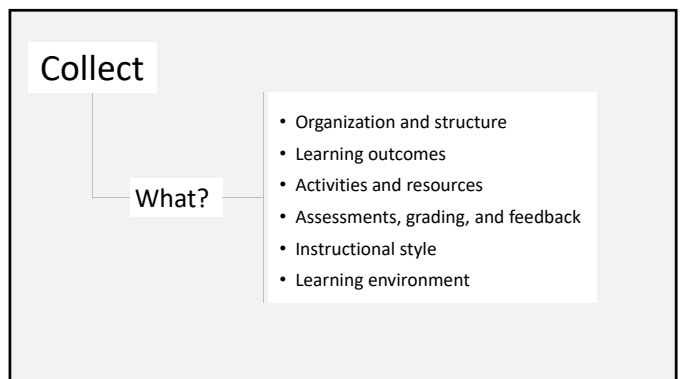 Collect
What?
• Organization and structure
• Learning outcomes
• Activities and resources
• Assessments, grading, and feedback
• Instructional style
• Learning environment